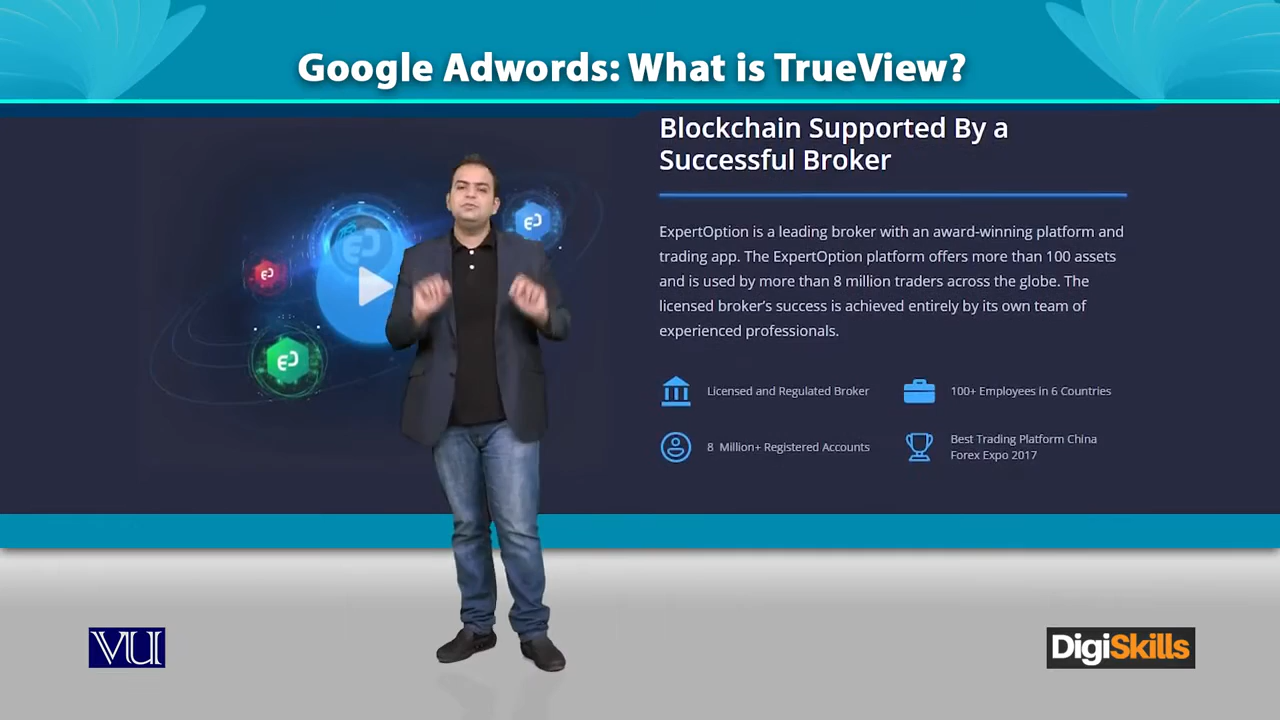 Google Adwords: What is TrueView?
Blockchain Supported By a
Successful Broker
ExpertOption is a leading broker with an award-winning platform and
trading app. The ExpertOption platform offers more than 100 assets
and is used by more than 8 million traders across the globe. The
licensed broker's success is achieved entirely by its own team of
experienced professionals.
Licensed and Regulated Broker
100+ Employees in 6 Countries
8 Million+ Registered Accounts
Best Trading Platform China
Forex Expo 2017
VU
DigiSkills